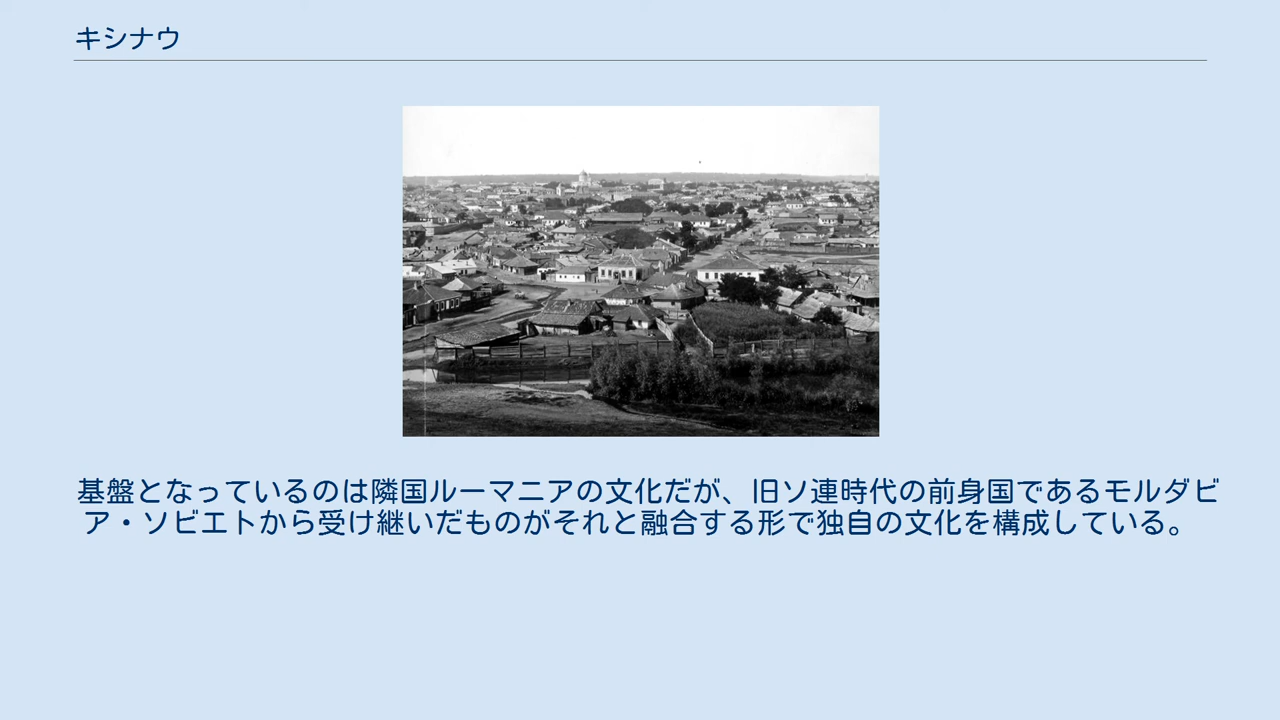 キシナウ
基盤となっているのは隣国ルーマニアの文化だが、旧ソ連時代の前身国であるモルダビ
ア・ソビエトから受け継いだものがそれと融合する形で独自の文化を構成している。